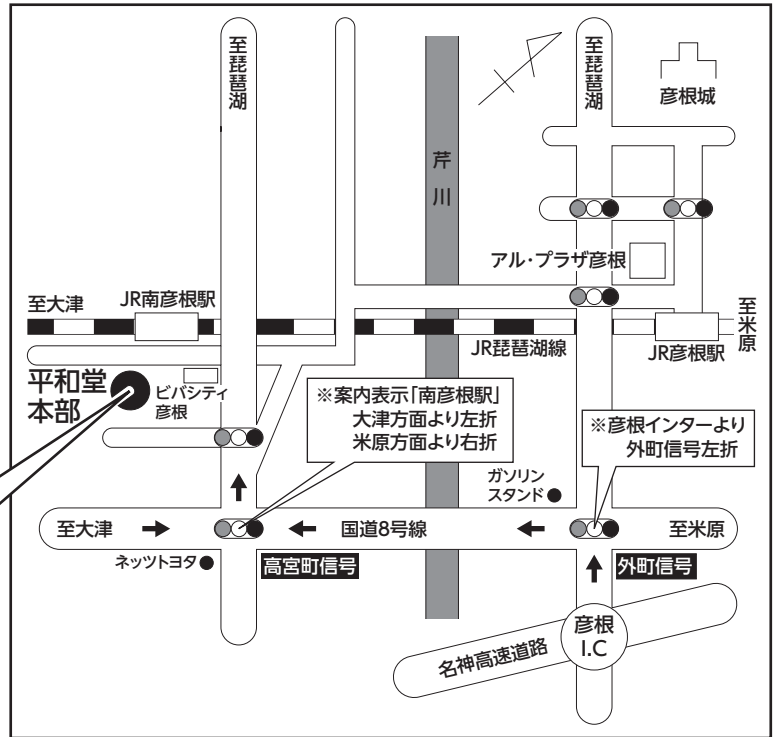 至琵琶湖
芹川
至琵琶湖
彦根城
アル・プラザ彦根
至大津
JR南彦根駅
JR琵琶湖線
JR彦根駅
至米原
平和堂
本部
ビバシティ
彦根
※案内表示「南彦根駅」
大津方面より左折
米原方面より右折
※彦根インターより
外町信号左折
ガソリン
スタンド
至大津
国道8号線
至米原
ネッツトヨタ
高宮町信号
外町信号
名神高速道路
彦根
I.C